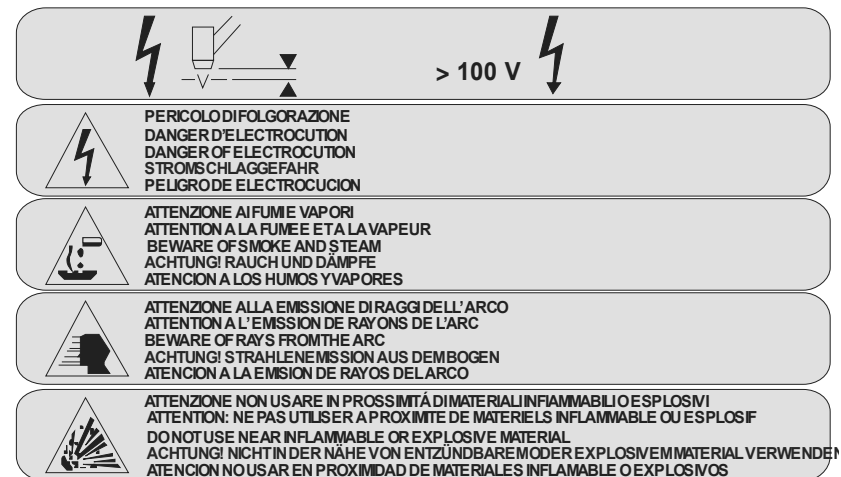 > 100 V
PERICOLO DI FOLGORAZIONE
DANGER D'ELECTROCUTION
DANGER OF ELECTROCUTION
STROMSCHLAGGEFAHR
PELIGRO DE ELECTROCUCION
ATTENZIONE AI FUMI E VAPORI
ATTENTION A LA FUMEE ET A LA VAPEUR
BEWARE OF SMOKE AND STEAM
ACHTUNG! RAUCH UND DÄMPFE
ATENCION A LOS HUMOS Y VAPORES
ATTENZIONE ALLA EMISSIONE DI RAGGI DELL'ARCO
ATTENTION A L'EMISSION DE RAYONS DE L'ARC
BEWARE OF RAYS FROM THE ARC
ACHTUNG! STRAHLENEMISSION AUS DEM BOGEN
ATENCION A LA EMISION DE RAYOS DEL ARCO
ATTENZIONE NON USARE IN PROSSIMITÁ DI MATERIALI INFIAMMABILI O ESPLOSIVI
ATTENTION: NE PAS UTILISER A PROXIMITE DE MATERIELS INFLAMMABLE OU ESPLOSIF
DO NOT USE NEAR INFLAMMABLE OR EXPLOSIVE MATERIAL
ACHTUNG! NICHT IN DER NÄHE VON ENTZÜNDBAREM ODER EXPLOSIVEM MATERIAL VERWENDEN
ATENCION NO USAR EN PROXIMIDAD DE MATERIALES INFLAMABLE O EXPLOSIVOS